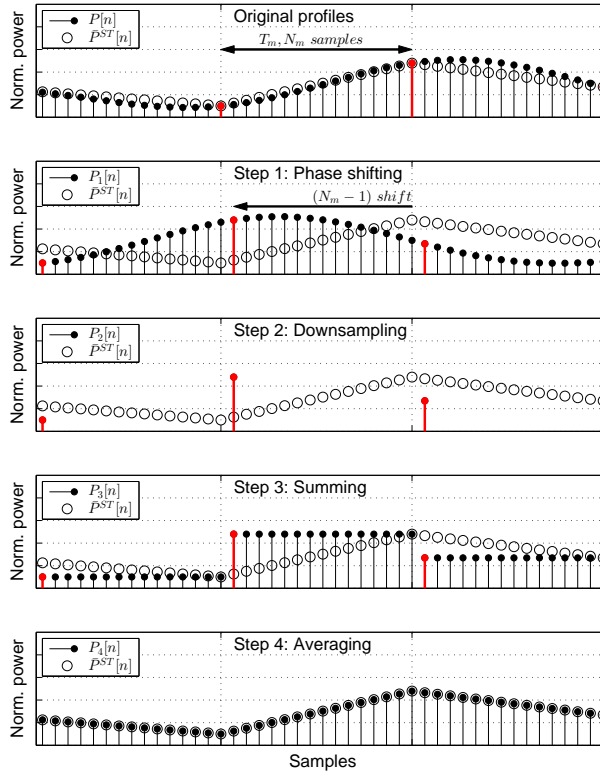 Original profiles
P[n]
P̄^{ST}[n]
T_m, N_m samples
Norm. power
Step 1: Phase shifting
P_1[n]
P̄^{ST}[n]
(N_m − 1) shift
Norm. power
Step 2: Downsampling
P_2[n]
P̄^{ST}[n]
Norm. power
Step 3: Summing
P_3[n]
P̄^{ST}[n]
Norm. power
Step 4: Averaging
P_4[n]
P̄^{ST}[n]
Norm. power
Samples